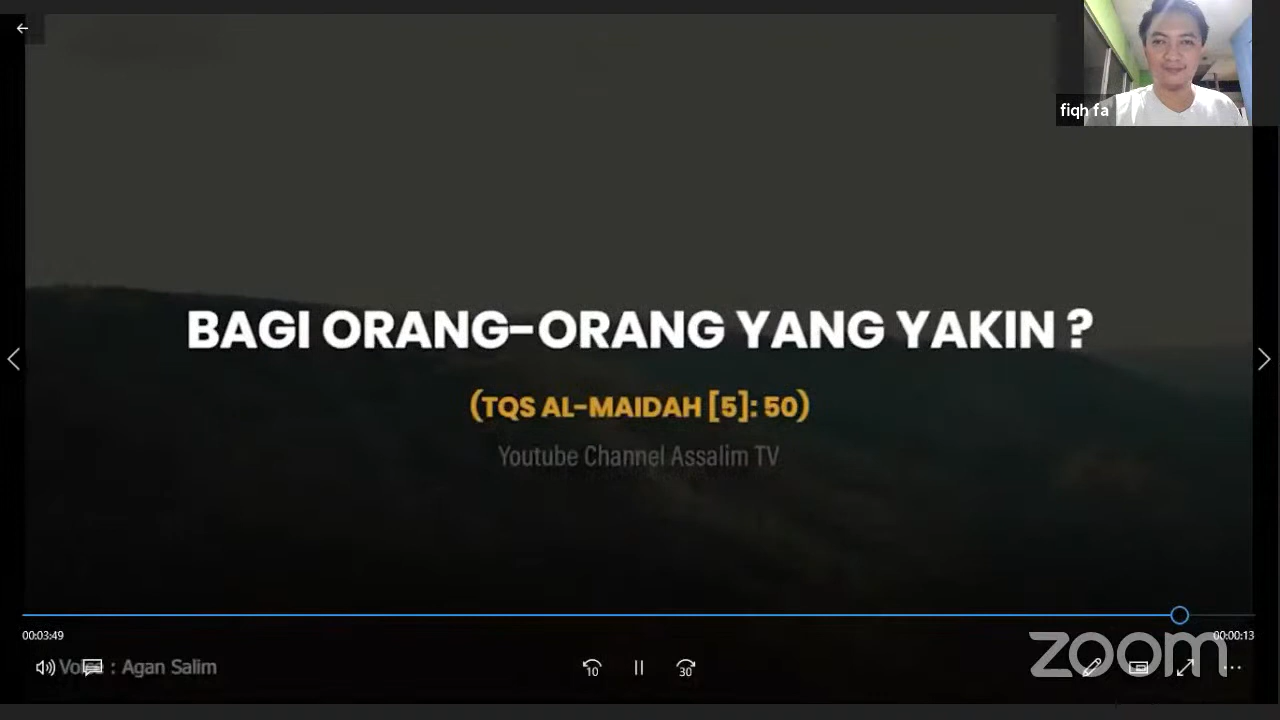 fiqh fa
BAGI ORANG-ORANG YANG YAKIN ?
(TQS AL-MAIDAH [5]: 50)
Youtube Channel Assalim TV
00:03:49
00:00:13
Voice : Agan Salim
10
30
zoom